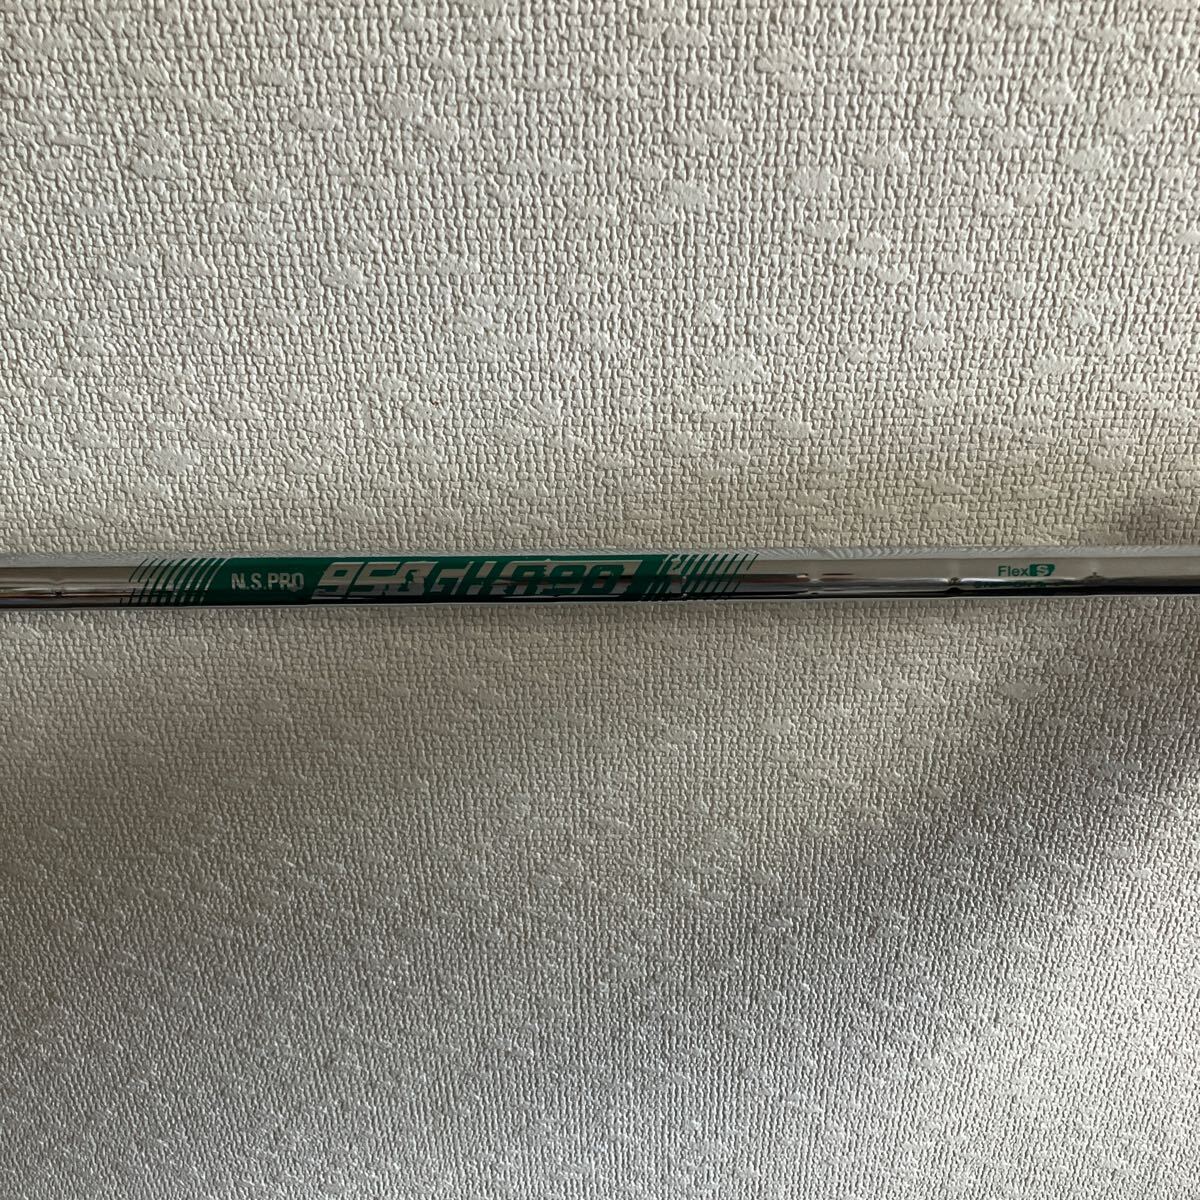 N.S.PRO 950GH neo Flex S